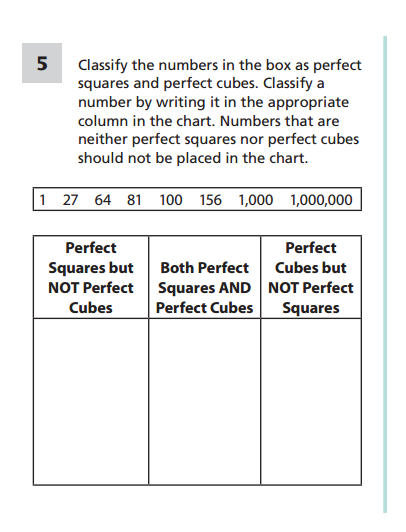 5
Classify the numbers in the box as perfect
squares and perfect cubes. Classify a
number by writing it in the appropriate
column in the chart. Numbers that are
neither perfect squares nor perfect cubes
should not be placed in the chart.
1 27 64 81 100 156 1,000 1,000,000
Perfect
Squares but
NOT Perfect
Cubes
Both Perfect
Squares AND
Perfect Cubes
Perfect
Cubes but
NOT Perfect
Squares